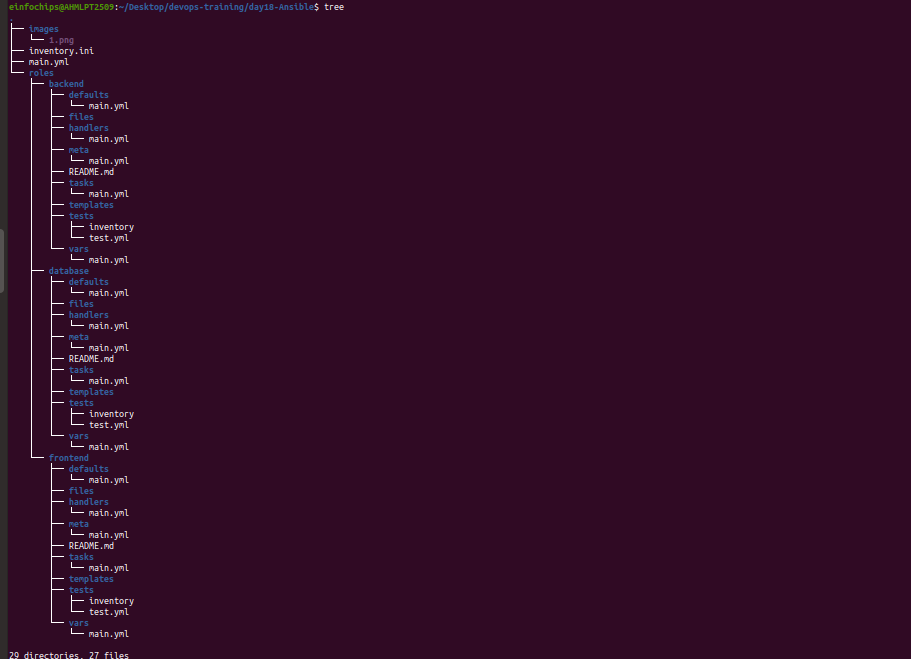 einfochips@AHMLPT2509:~/Desktop/devops-training/day18-Ansible$ tree
.
├── images
│   └── 1.png
├── inventory.ini
├── main.yml
└── roles
    ├── backend
    │   ├── defaults
    │   │   └── main.yml
    │   ├── files
    │   ├── handlers
    │   │   └── main.yml
    │   ├── meta
    │   │   └── main.yml
    │   ├── README.md
    │   ├── tasks
    │   │   └── main.yml
    │   ├── templates
    │   ├── tests
    │   │   ├── inventory
    │   │   └── test.yml
    │   └── vars
    │       └── main.yml
    ├── database
    │   ├── defaults
    │   │   └── main.yml
    │   ├── files
    │   ├── handlers
    │   │   └── main.yml
    │   ├── meta
    │   │   └── main.yml
    │   ├── README.md
    │   ├── tasks
    │   │   └── main.yml
    │   ├── templates
    │   ├── tests
    │   │   ├── inventory
    │   │   └── test.yml
    │   └── vars
    │       └── main.yml
    └── frontend
        ├── defaults
        │   └── main.yml
        ├── files
        ├── handlers
        │   └── main.yml
        ├── meta
        │   └── main.yml
        ├── README.md
        ├── tasks
        │   └── main.yml
        ├── templates
        ├── tests
        │   ├── inventory
        │   └── test.yml
        └── vars
            └── main.yml

29 directories, 27 files